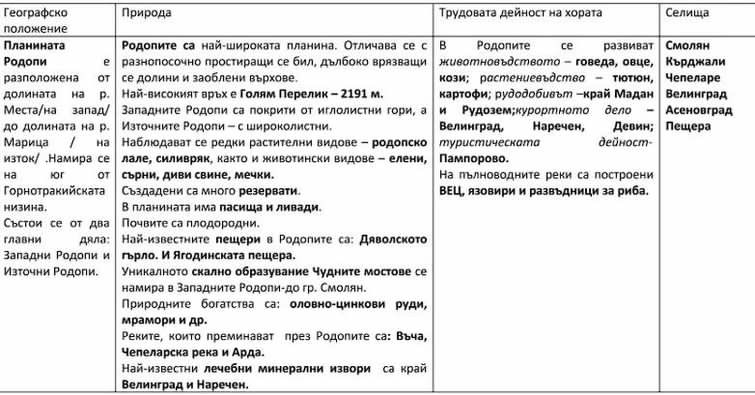 Географско
положение
Природа
Трудовата дейност на хората
Селища
Планината
Родопи е
разположена от
долината на р.
Места/на запад/
до долината на р.
Марица / на
изток/ .Намира се
на юг от
Горнотракийската
низина.
Състои се от два
главни дяла:
Западни Родопи и
Източни Родопи.
Родопите са най-широката планина. Отличава се с
разнопосочно простиращи се бил, дълбоко врязващи
се долини и заоблени върхове.
Най-високият връх е Голям Перелик – 2191 м.
Западните Родопа са покрити от иглолистни гори, а
Източните Родопи – с широколистни.
Наблюдават се редки растителни видове – родопско
лале, силивряк, както и животински видове – елени,
сърни, диви свине, мечки.
Създадени са много резервати.
В планината има пасища и ливади.
Почвите са плодородни.
Най-известните пещери в Родопите са: Дяволското
гърло. И Ягодинската пещера.
Уникалното скално образувание Чудните мостове се
намира в Западните Родопи-до гр. Смолян.
Природните богатства са: оловно-цинкови руди,
мрамори и др.
Реките, които преминават през Родопите са: Въча,
Чепеларска река и Арда.
Най-известни лечебни минерални извори са край
Велинград и Наречен.
В Родопите се развиват
животновъдството – говеда, овце,
кози; растениевъдство – тютюн,
картофи; рудодобивът –край Мадан
и Рудозем;курортното дело –
Велинград, Наречен, Девин;
туристическата дейност-
Пампорово.
На пълноводните реки са построени
ВЕЦ, язовири и развъдници за риба.
Смолян
Кърджали
Чепеларе
Велинград
Асеновград
Пещера